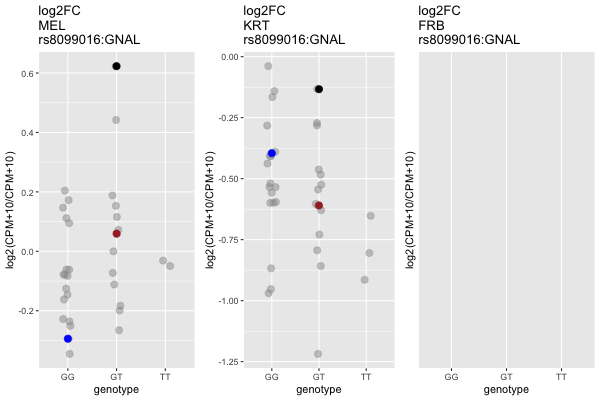 log2FC
MEL
rs8099016:GNAL
log2(CPM+10/CPM+10)
0.6
0.4
0.2
0.0
-0.2
GG GT TT
genotype
log2FC
KRT
rs8099016:GNAL
log2(CPM+10/CPM+10)
0.00
-0.25
-0.50
-0.75
-1.00
-1.25
GG GT TT
genotype
log2FC
FRB
rs8099016:GNAL
log2(CPM+10/CPM+10)
GG GT TT
genotype